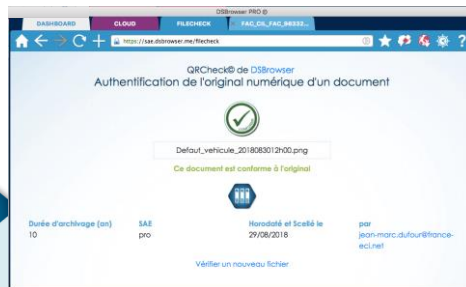 DSBrowser PRO ©
DASHBOARD CLOUD FILECHECK FAC_CIL_FAC_98032...
https://sae.dsbrowser.me/filecheck
QRCheck© de DSBrowser
Authentification de l'original numérique d'un document
Defaut_vehicule_2018083012h00.png
Ce document est conforme à l'original
Durée d'archivage (an) SAE Horodaté et Scellé le par
10 pro 29/08/2018 jean-marc.dufour@france-eci.net
Vérifier un nouveau fichier